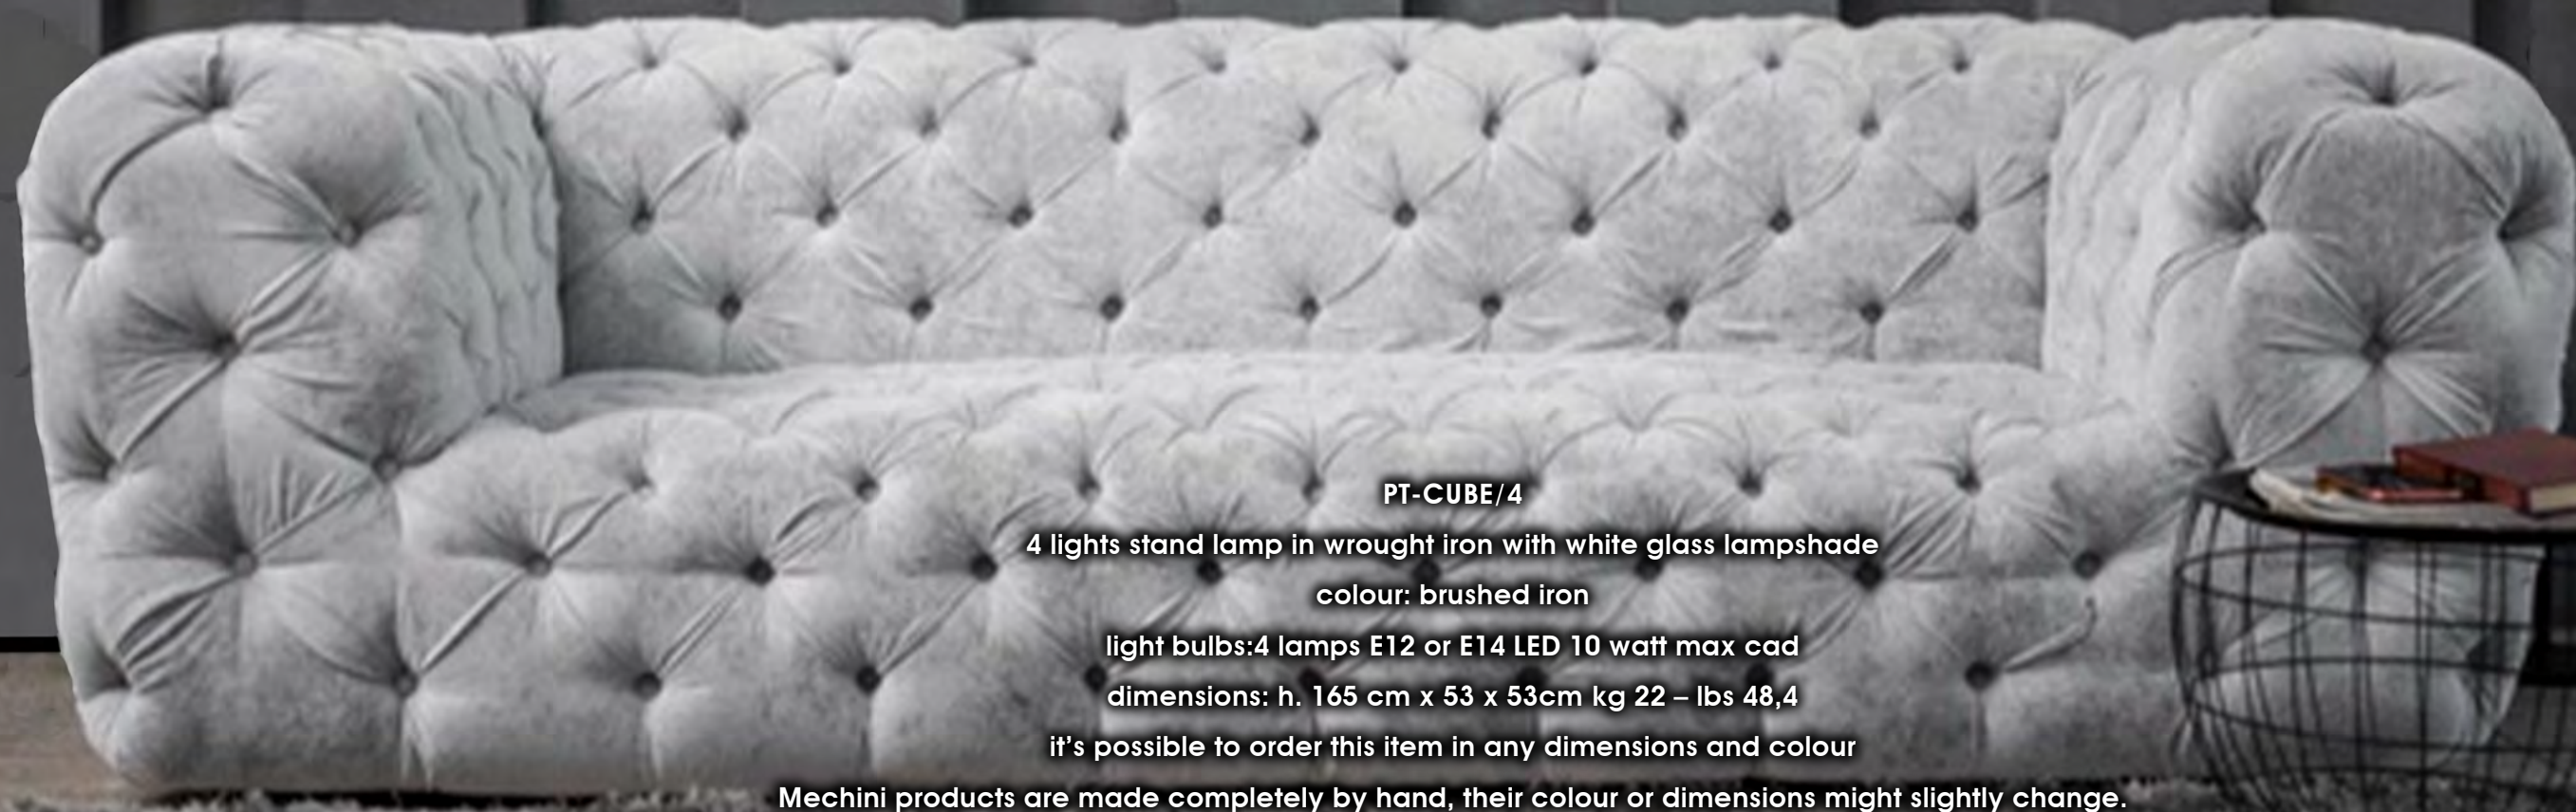 PT-CUBE/4
4 lights stand lamp in wrought iron with white glass lampshade
colour: brushed iron
light bulbs:4 lamps E12 or E14 LED 10 watt max cad
dimensions: h. 165 cm x 53 x 53cm kg 22 – lbs 48,4
it’s possible to order this item in any dimensions and colour
Mechini products are made completely by hand, their colour or dimensions might slightly change.